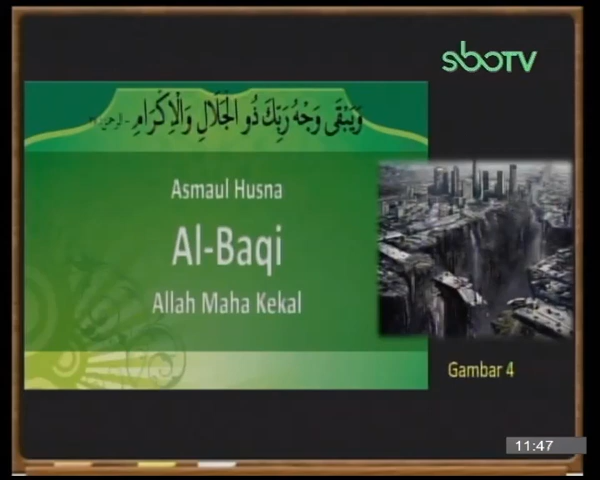 sboTV
وَيَبْقَى وَجْهُ رَبِّكَ ذُو الْجَلَالِ وَالْإِكْرَامِ
Asmaul Husna
Al-Baqi
Allah Maha Kekal
Gambar 4
11:47